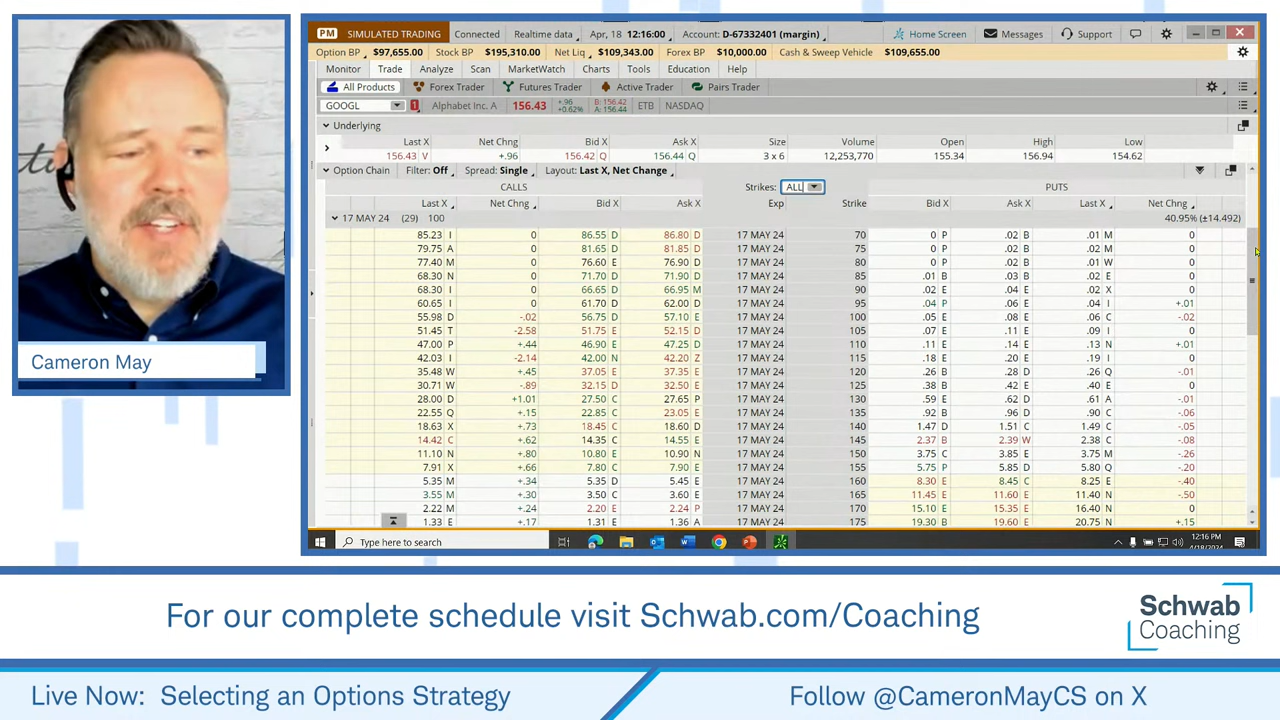 Cameron May
PM SIMULATED TRADING Connected Realtime data Apr, 18 12:16:00 Account: D-67332401 (margin) Home Screen Messages Support
Option BP $97,655.00 Stock BP $195,310.00 Net Liq $109,343.00 Forex BP $10,000.00 Cash & Sweep Vehicle $109,655.00
Monitor Trade Analyze Scan MarketWatch Charts Tools Education Help
All Products Forex Trader Futures Trader Active Trader Pairs Trader
GOOGL 1 Alphabet Inc. A 156.43 +.96 +0.62% B: 156.42 A: 156.44 ETB NASDAQ
Underlying
Last X Net Chng Bid X Ask X Size Volume Open High Low
156.43 V +.96 156.42 Q 156.44 Q 3 x 6 12,253,770 155.34 156.94 154.62
Option Chain Filter: Off Spread: Single Layout: Last X, Net Change
CALLS Strikes: ALL PUTS
Last X Net Chng Bid X Ask X Exp Strike Bid X Ask X Last X Net Chng
17 MAY 24 (29) 100 40.95% (±14.492)
85.23 I 0 86.55 D 86.80 D 17 MAY 24 70 0 P .02 B .01 M 0
79.75 A 0 81.65 D 81.85 D 17 MAY 24 75 0 P .02 B .01 M 0
77.40 M 0 76.60 E 76.90 D 17 MAY 24 80 0 P .02 B .01 W 0
68.30 N 0 71.70 D 71.90 D 17 MAY 24 85 .01 B .03 B .02 E 0
68.30 I 0 66.65 D 66.95 M 17 MAY 24 90 .02 E .04 E .02 X 0
60.65 I 0 61.70 D 62.00 D 17 MAY 24 95 .04 P .06 E .04 I +.01
55.98 D -.02 56.75 D 57.10 E 17 MAY 24 100 .05 E .08 E .06 C -.02
51.45 T -2.58 51.75 E 52.15 D 17 MAY 24 105 .07 E .11 E .09 I 0
47.00 P +.44 46.90 E 47.25 D 17 MAY 24 110 .11 E .14 E .13 N +.01
42.03 I -2.14 42.00 N 42.20 Z 17 MAY 24 115 .18 E .20 E .19 I 0
35.48 W +.45 37.05 E 37.35 E 17 MAY 24 120 .26 E .28 E .26 Q -.01
30.71 W -.89 32.15 D 32.50 E 17 MAY 24 125 .38 B .42 E .40 E 0
28.00 D +1.01 27.50 C 27.65 P 17 MAY 24 130 .59 E .62 D .61 A -.01
22.55 Q +.15 22.85 C 23.05 E 17 MAY 24 135 .92 B .96 D .90 C -.06
18.63 X +.73 18.45 C 18.60 D 17 MAY 24 140 1.47 D 1.51 C 1.49 C -.05
14.42 C +.62 14.35 C 14.55 E 17 MAY 24 145 2.37 B 2.39 W 2.38 C -.08
11.10 N +.80 10.80 E 10.90 N 17 MAY 24 150 3.75 C 3.85 E 3.75 M -.26
7.91 X +.66 7.80 C 7.90 E 17 MAY 24 155 5.75 P 5.85 D 5.80 Q -.20
5.35 M +.34 5.35 D 5.45 E 17 MAY 24 160 8.30 E 8.45 C 8.25 E -.40
3.55 M +.30 3.50 C 3.60 E 17 MAY 24 165 11.45 E 11.60 E 11.40 N -.50
2.22 M +.24 2.20 E 2.24 P 17 MAY 24 170 15.10 E 15.35 E 16.40 N 0
1.33 E +.17 1.31 E 1.36 A 17 MAY 24 175 19.30 B 19.60 E 20.75 N +.15
Type here to search 12:16 PM
4/18/2024
For our complete schedule visit Schwab.com/Coaching
Schwab
Coaching
Live Now: Selecting an Options Strategy
Follow @CameronMayCS on X